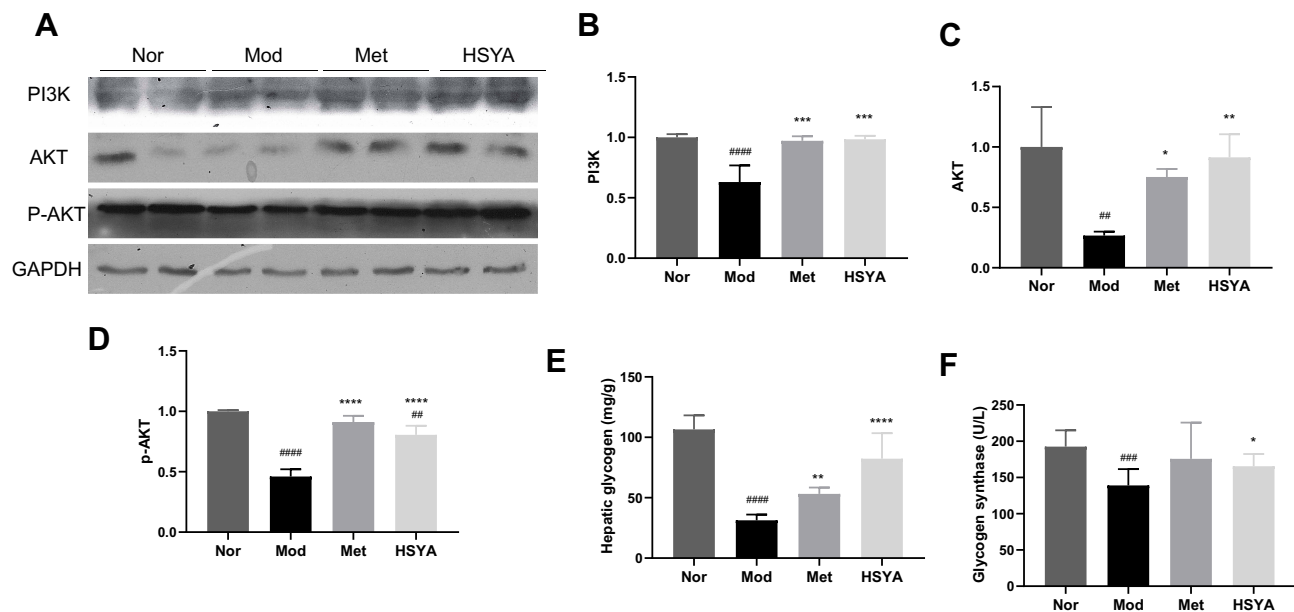 A
Nor Mod Met HSYA
PI3K
AKT
P-AKT
GAPDH
B
PI3K
1.5
1.0
0.5
0.0
####
***
***
Nor Mod Met HSYA
C
AKT
1.5
1.0
0.5
0.0
##
*
**
Nor Mod Met HSYA
D
p-AKT
1.5
1.0
0.5
0.0
####
****
****
##
Nor Mod Met HSYA
E
Hepatic glycogen (mg/g)
150
100
50
0
####
**
****
Nor Mod Met HSYA
F
Glycogen synthase (U/L)
250
200
150
100
50
0
###
*
Nor Mod Met HSYA